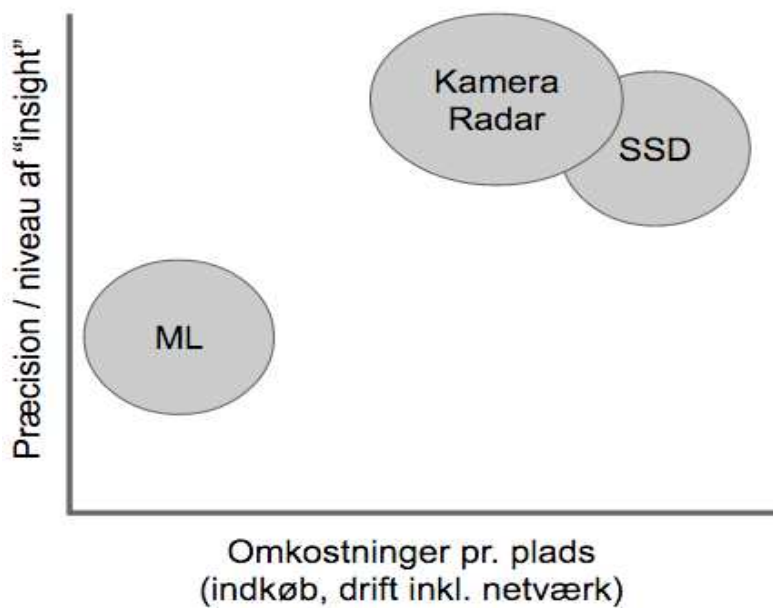 Præcision / niveau af "insight"
Kamera
Radar
SSD
ML
Omkostninger pr. plads
(indkøb, drift inkl. netværk)